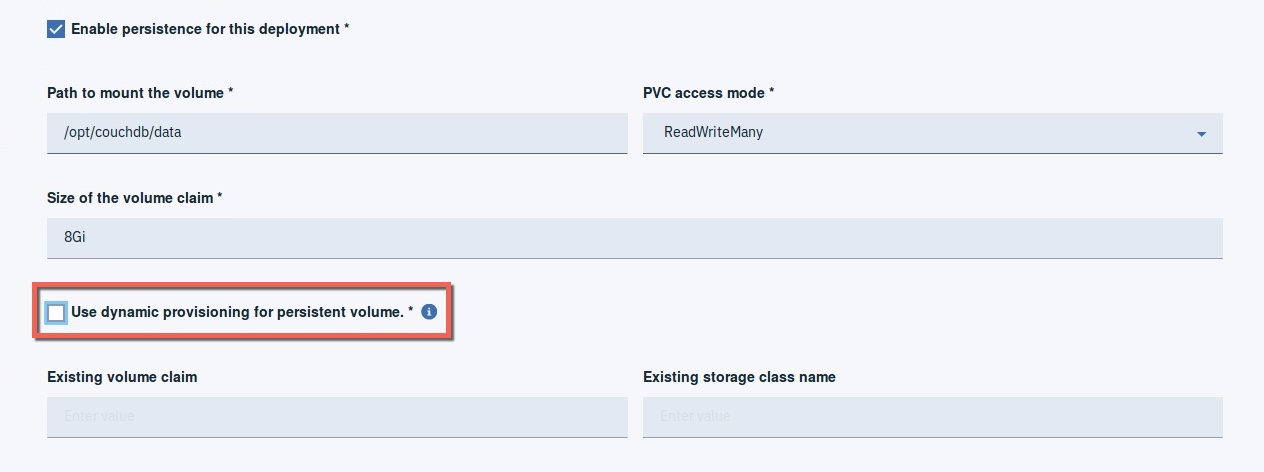 Enable persistence for this deployment *
Path to mount the volume *
PVC access mode *
/opt/couchdb/data
ReadWriteMany
Size of the volume claim *
8Gi
Use dynamic provisioning for persistent volume. *
Existing volume claim
Existing storage class name
Enter value
Enter value